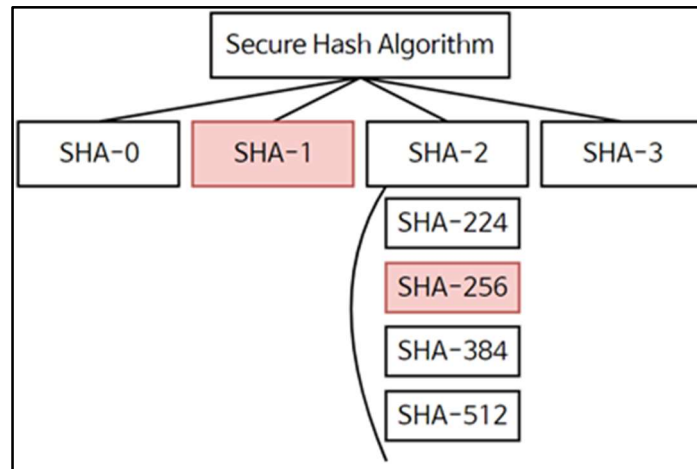 Secure Hash Algorithm
SHA-0 SHA-1 SHA-2 SHA-3
SHA-224
SHA-256
SHA-384
SHA-512